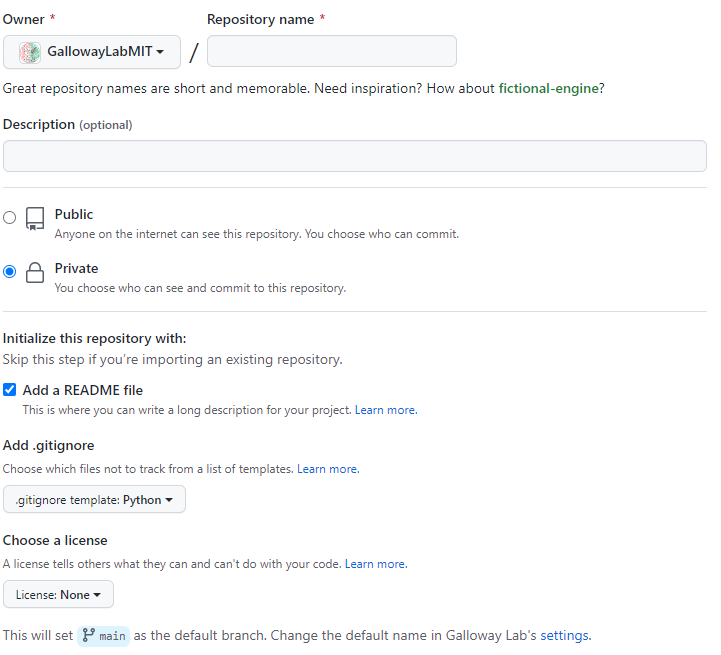 Owner * Repository name *
GallowayLabMIT /
Great repository names are short and memorable. Need inspiration? How about fictional-engine?
Description (optional)
Public
Anyone on the internet can see this repository. You choose who can commit.
Private
You choose who can see and commit to this repository.
Initialize this repository with:
Skip this step if you're importing an existing repository.
Add a README file
This is where you can write a long description for your project. Learn more.
Add .gitignore
Choose which files not to track from a list of templates. Learn more.
.gitignore template: Python
Choose a license
A license tells others what they can and can't do with your code. Learn more.
License: None
This will set main as the default branch. Change the default name in Galloway Lab's settings.